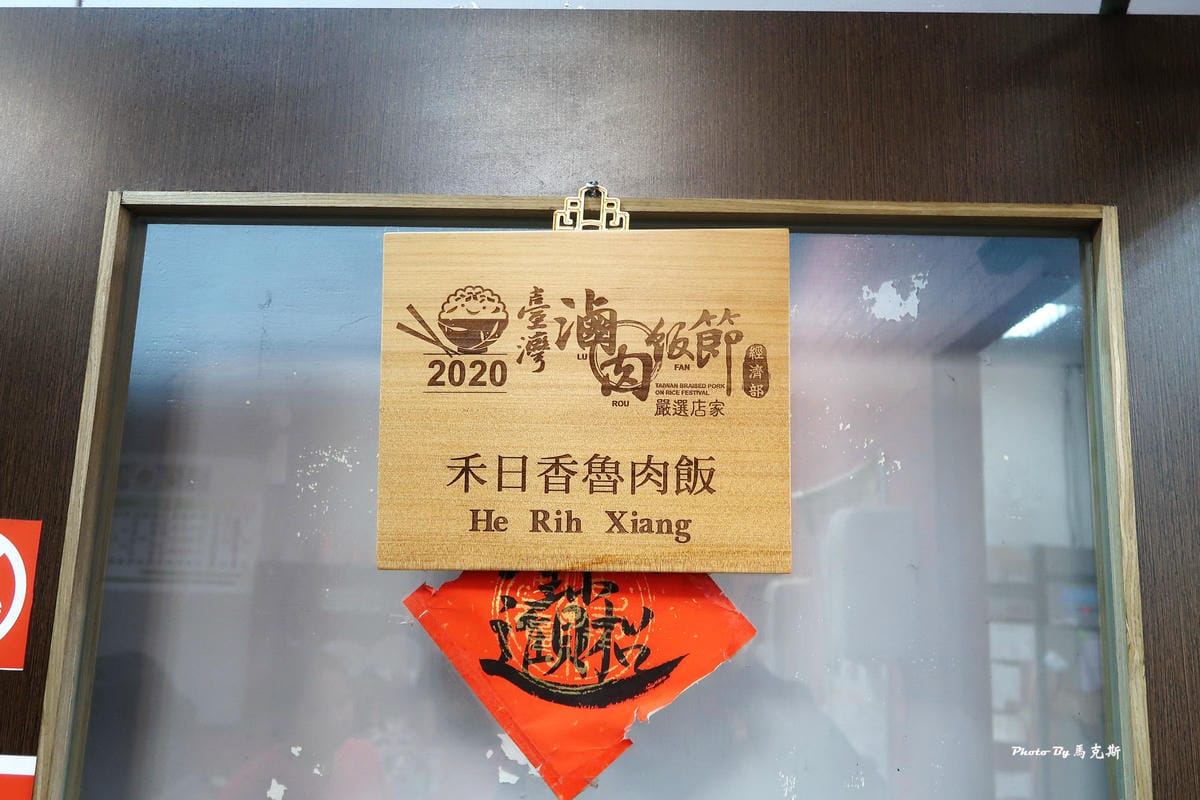 2020
臺灣
滷肉飯節
LU
ROU
FAN
TAIWAN BRAISED PORK
ON RICE FESTIVAL
嚴選店家
經濟部
禾日香魯肉飯
He Rih Xiang
Photo By 馬克斯